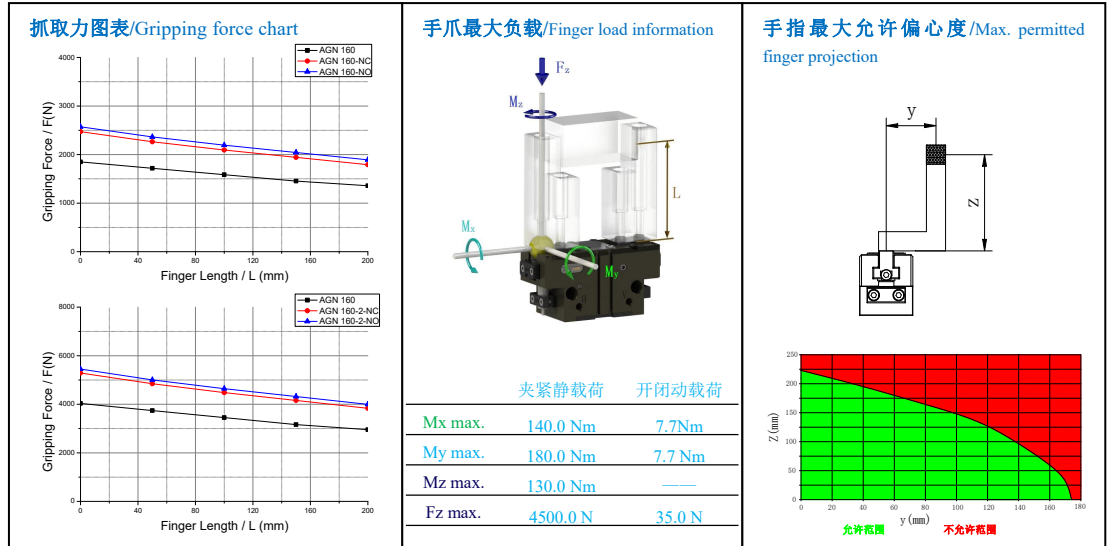 抓取力图表/Gripping force chart
AGN 160
AGN 160-NC
AGN 160-NO
4000
3000
2000
1000
0
Gripping Force / F(N)
0
40
80
120
160
200
Finger Length / L (mm)
AGN 160
AGN 160-2-NC
AGN 160-2-NO
8000
6000
4000
2000
0
Gripping Force / F(N)
0
40
80
120
160
200
Finger Length / L (mm)
手爪最大负载/Finger load information
Fz
Mz
L
Mx
My
夹紧静载荷 开闭动载荷
Mx max. 140.0 Nm 7.7Nm
My max. 180.0 Nm 7.7 Nm
Mz max. 130.0 Nm ——
Fz max. 4500.0 N 35.0 N
手指最大允许偏心度/Max. permitted
finger projection
y
Z
250
200
150
100
50
0
Z(mm)
0
20
40
60
80
100
120
140
160
180
y(mm)
允许范围
不允许范围